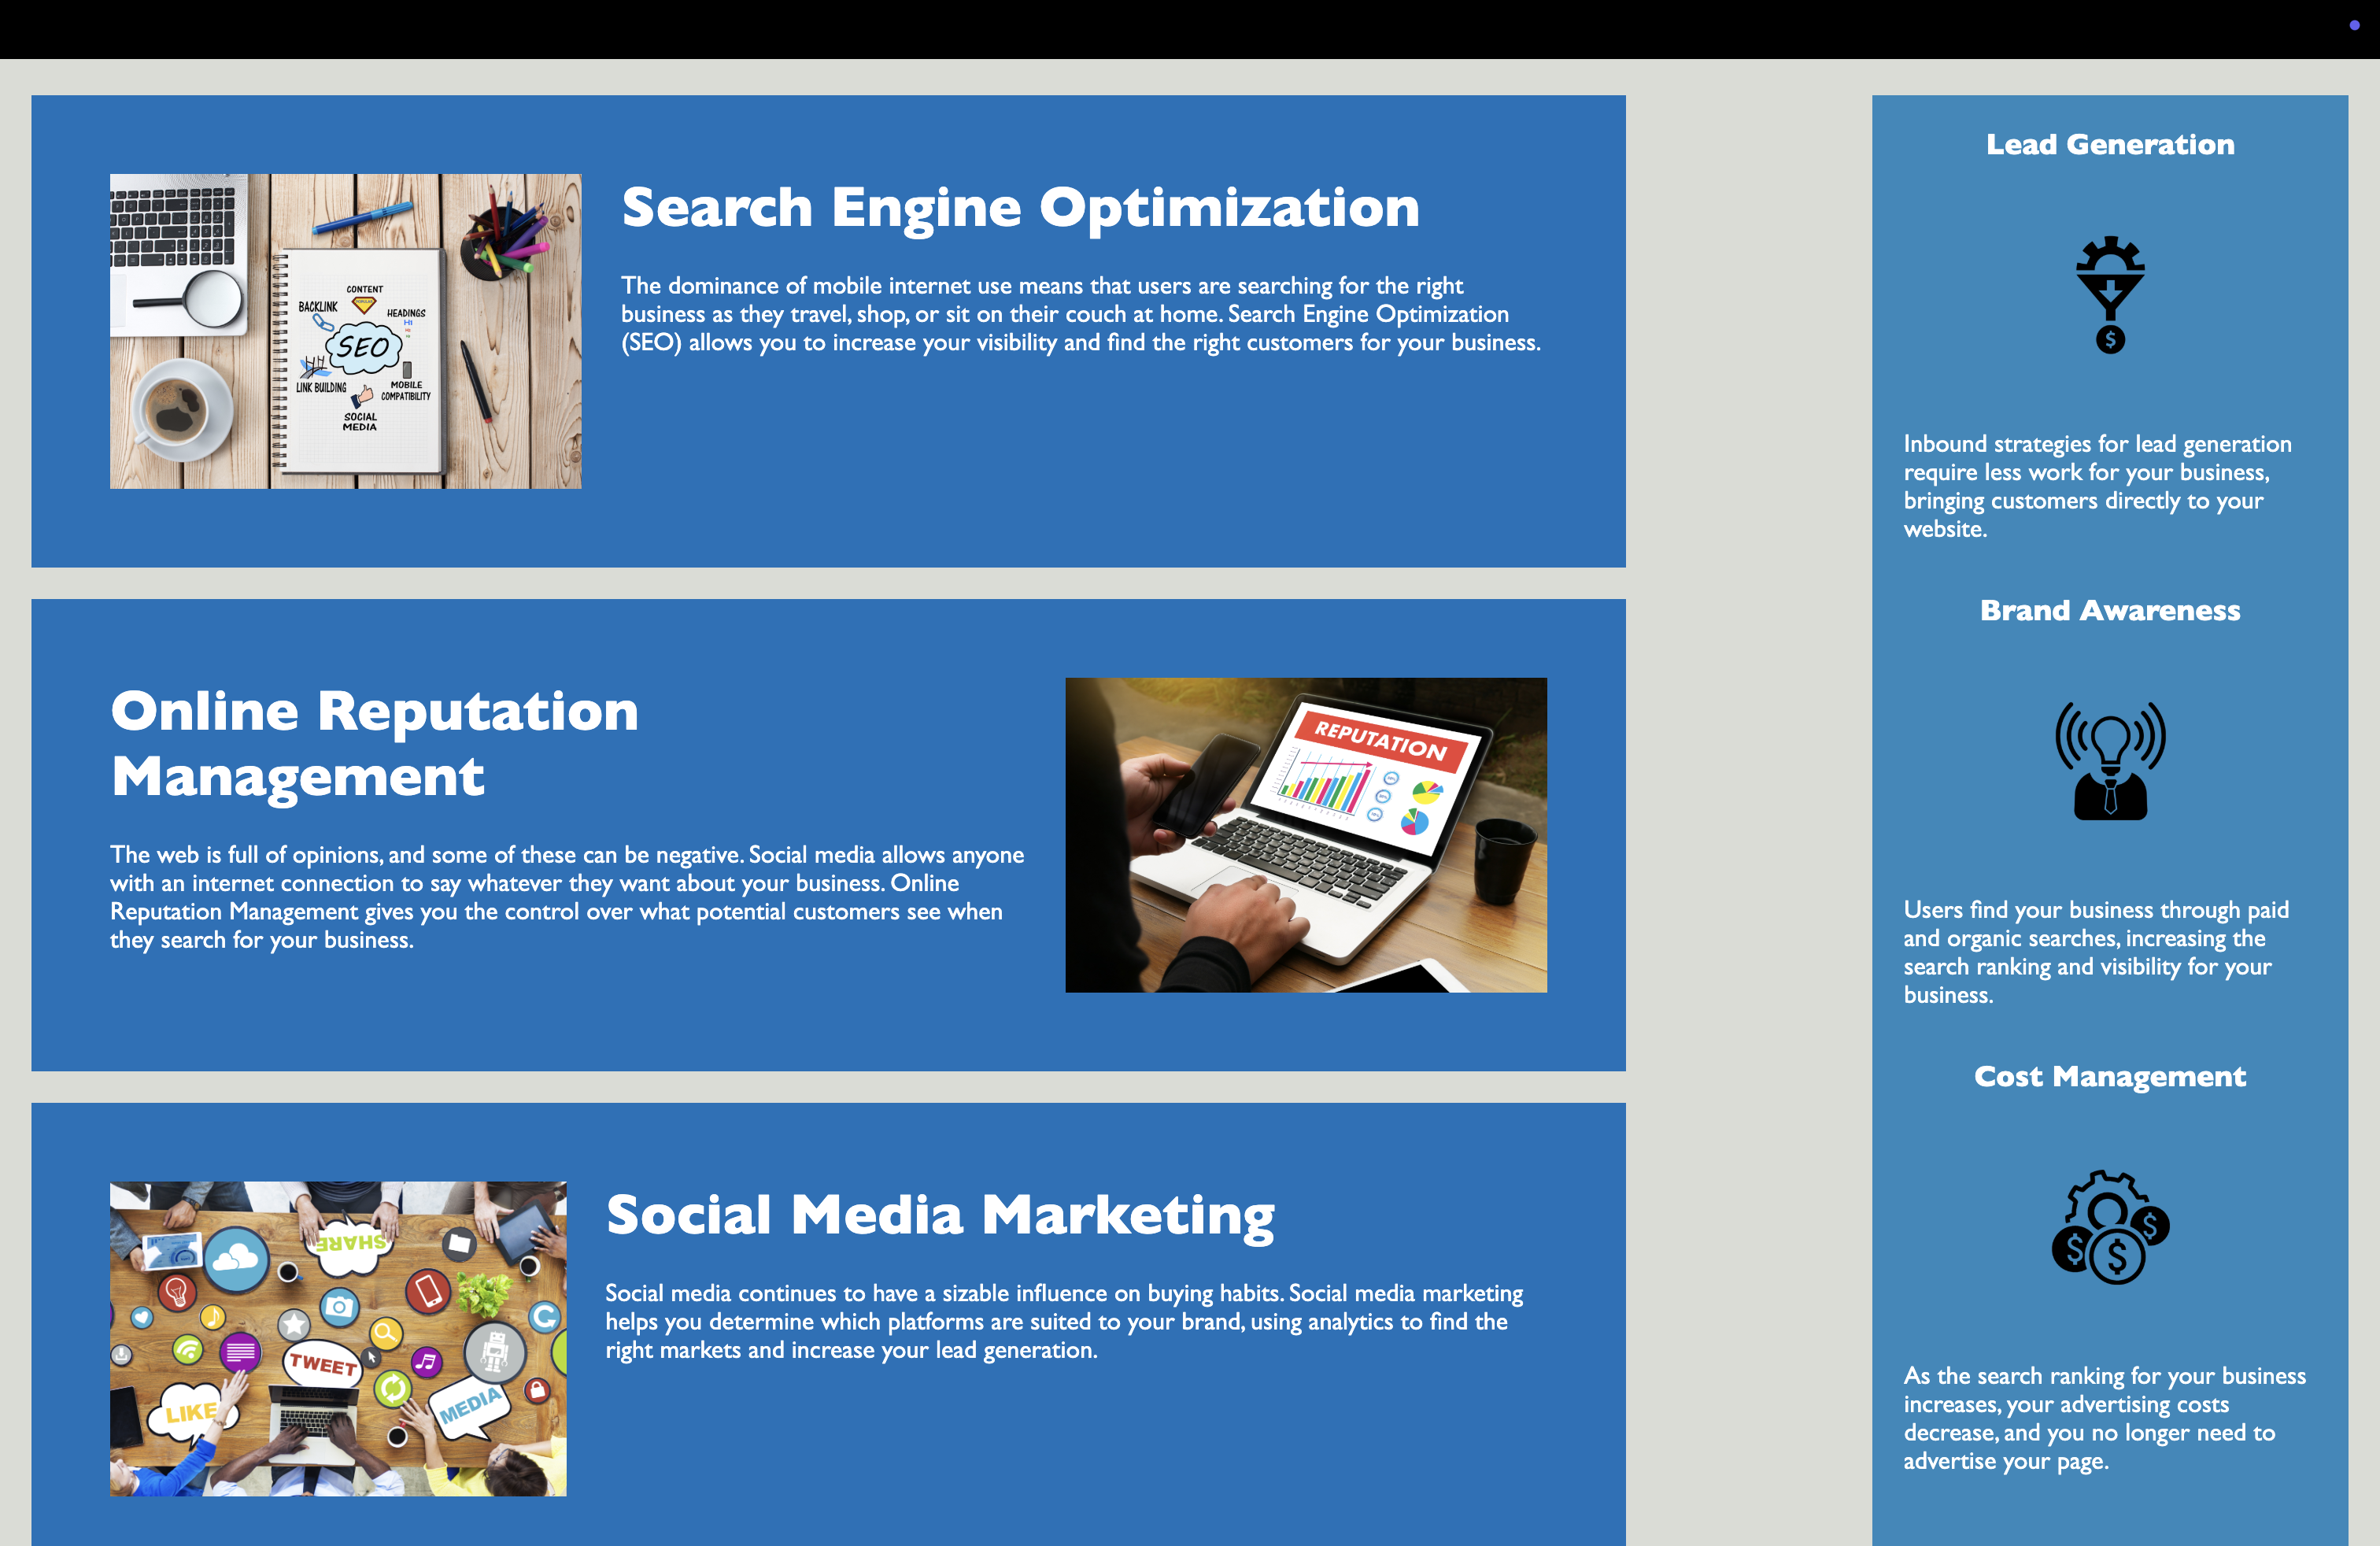 Search Engine Optimization
The dominance of mobile internet use means that users are searching for the right
business as they travel, shop, or sit on their couch at home. Search Engine Optimization
(SEO) allows you to increase your visibility and find the right customers for your business.
CONTENT
BACKLINK
HEADINGS
H1
SEO
LINK BUILDING
MOBILE
COMPATIBILITY
SOCIAL
MEDIA
Online Reputation
Management
The web is full of opinions, and some of these can be negative. Social media allows anyone
with an internet connection to say whatever they want about your business. Online
Reputation Management gives you the control over what potential customers see when
they search for your business.
REPUTATION
Social Media Marketing
Social media continues to have a sizable influence on buying habits. Social media marketing
helps you determine which platforms are suited to your brand, using analytics to find the
right markets and increase your lead generation.
SHARE
TWEET
LIKE
MEDIA
Lead Generation
$
Inbound strategies for lead generation
require less work for your business,
bringing customers directly to your
website.
Brand Awareness
Users find your business through paid
and organic searches, increasing the
search ranking and visibility for your
business.
Cost Management
$ $ $
As the search ranking for your business
increases, your advertising costs
decrease, and you no longer need to
advertise your page.